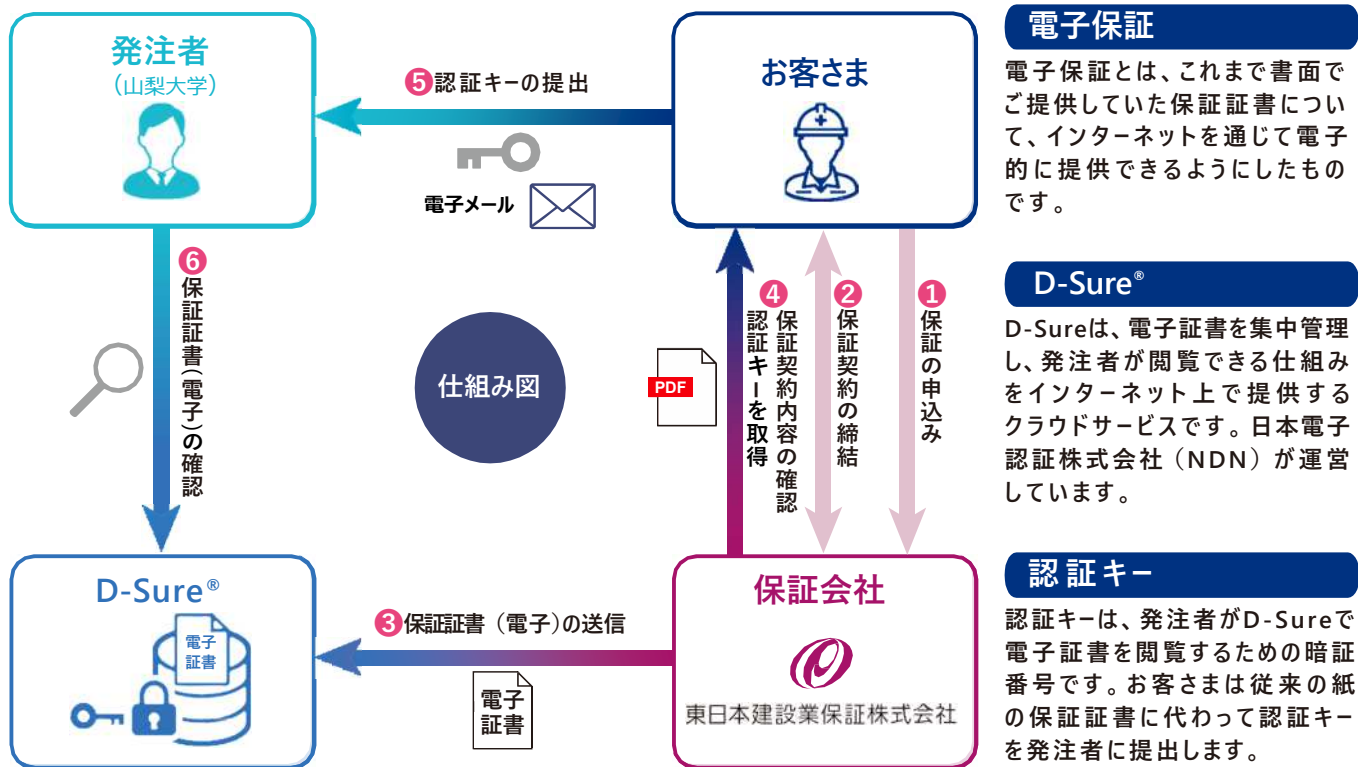 発注者
（山梨大学）
❺認証キーの提出
電子メール
お客さま
❻保証証書（電子）の確認
仕組み図
PDF
❹保証契約内容の確認
認証キーを取得
❷保証契約の締結
❶保証の申込み
D-Sure®
電子
証書
❸保証証書（電子）の送信
電子
証書
保証会社
東日本建設業保証株式会社
電子保証
電子保証とは、これまで書面で
ご提供していた保証証書につい
て、インターネットを通じて電子
的に提供できるようにしたもの
です。
D-Sure®
D-Sureは、電子証書を集中管理
し、発注者が閲覧できる仕組み
をインターネット上で提供する
クラウドサービスです。日本電子
認証株式会社（NDN）が運営
しています。
認証キー
認証キーは、発注者がD-Sureで
電子証書を閲覧するための暗証
番号です。お客さまは従来の紙
の保証証書に代わって認証キー
を発注者に提出します。